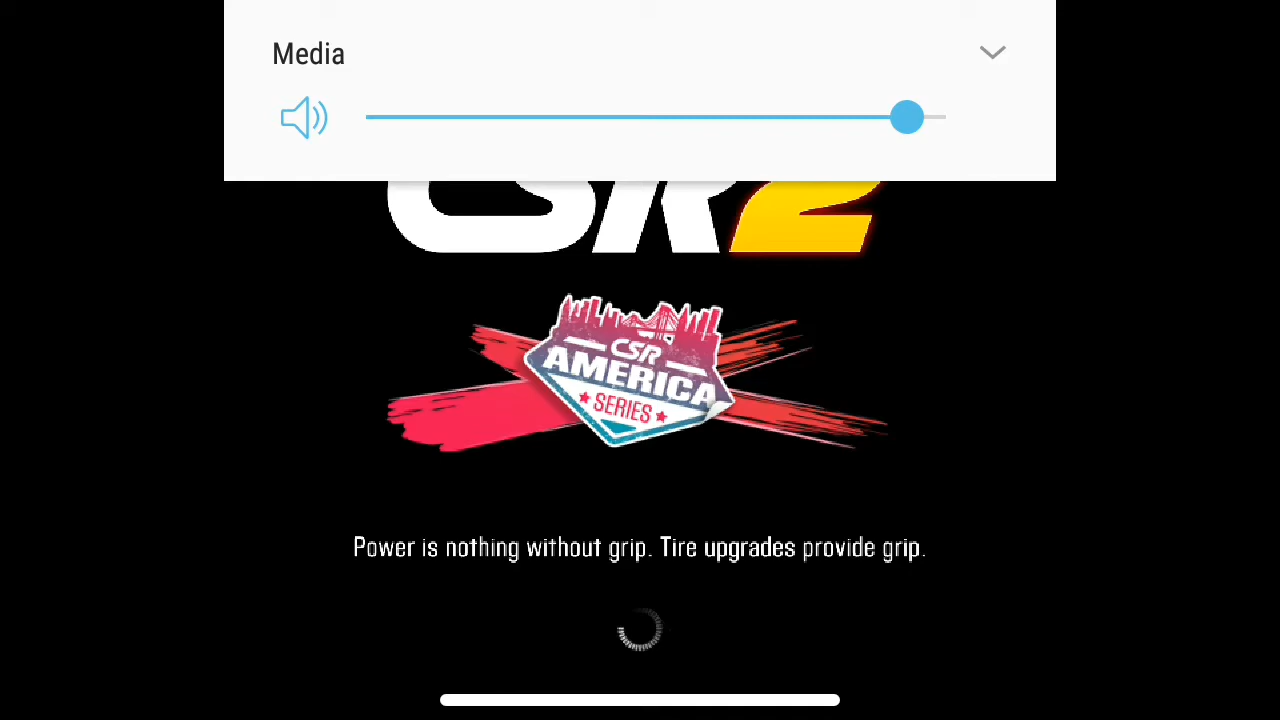 Media
CSR2
CSR
AMERICA
SERIES
Power is nothing without grip. Tire upgrades provide grip.